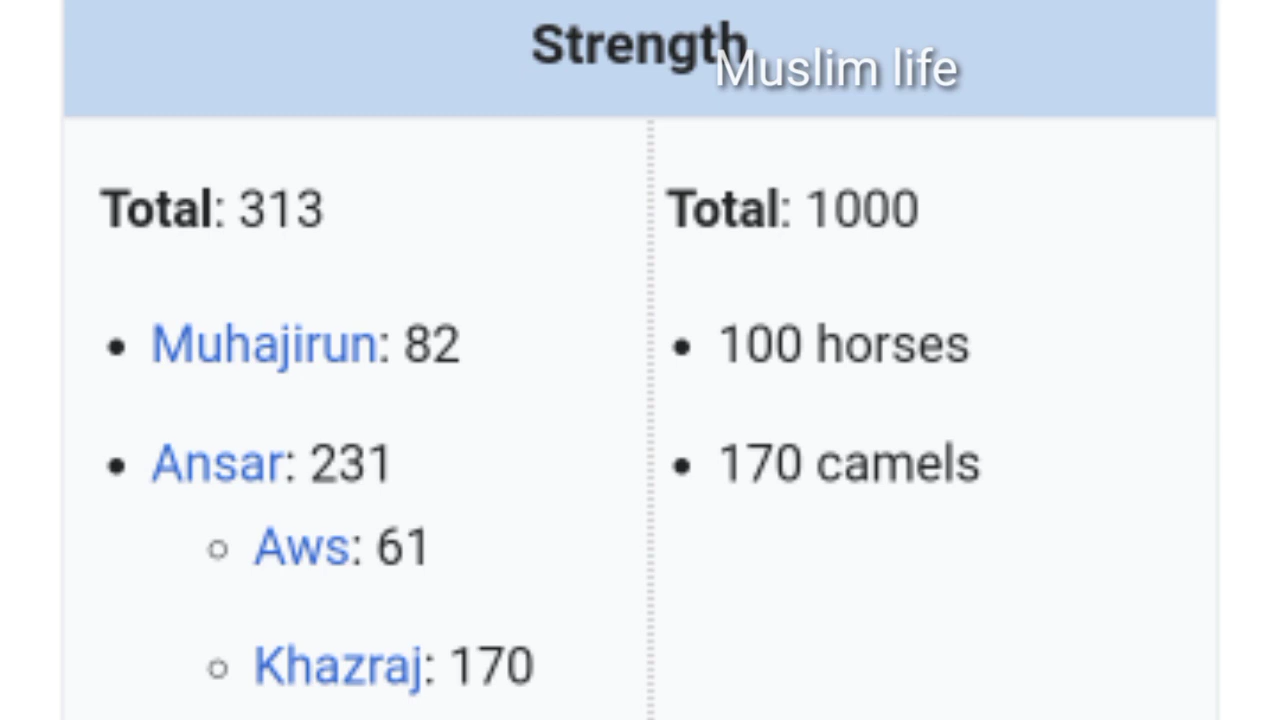 Strength
Muslim life
Total: 313
• Muhajirun: 82
• Ansar: 231
◦ Aws: 61
◦ Khazraj: 170
Total: 1000
• 100 horses
• 170 camels